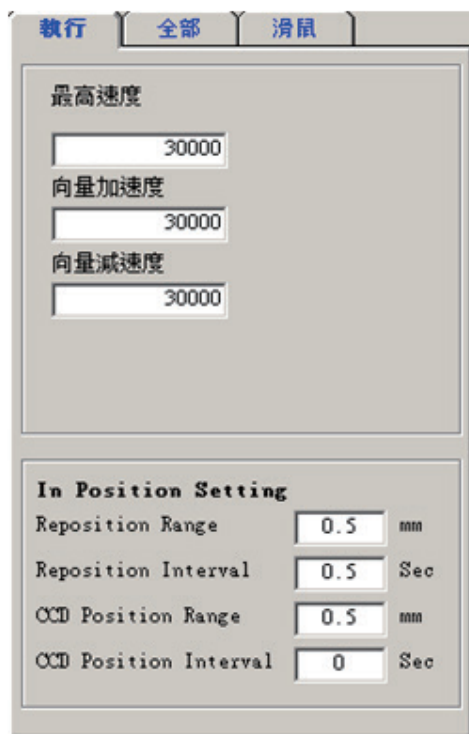 執行 全部 滑鼠
最高速度
30000
向量加速度
30000
向量減速度
30000
In Position Setting
Reposition Range 0.5 mm
Reposition Interval 0.5 Sec
CCD Position Range 0.5 mm
CCD Position Interval 0 Sec